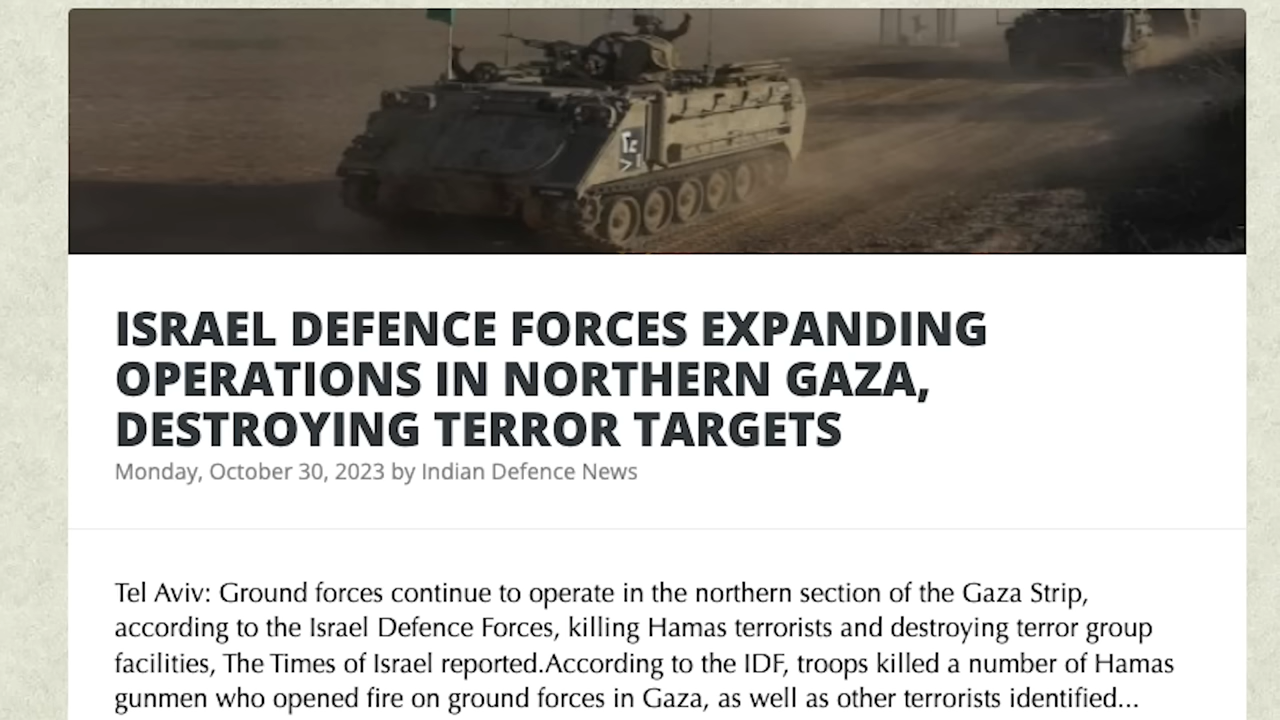 ISRAEL DEFENCE FORCES EXPANDING
OPERATIONS IN NORTHERN GAZA,
DESTROYING TERROR TARGETS
Monday, October 30, 2023 by Indian Defence News
Tel Aviv: Ground forces continue to operate in the northern section of the Gaza Strip,
according to the Israel Defence Forces, killing Hamas terrorists and destroying terror group
facilities, The Times of Israel reported.According to the IDF, troops killed a number of Hamas
gunmen who opened fire on ground forces in Gaza, as well as other terrorists identified...